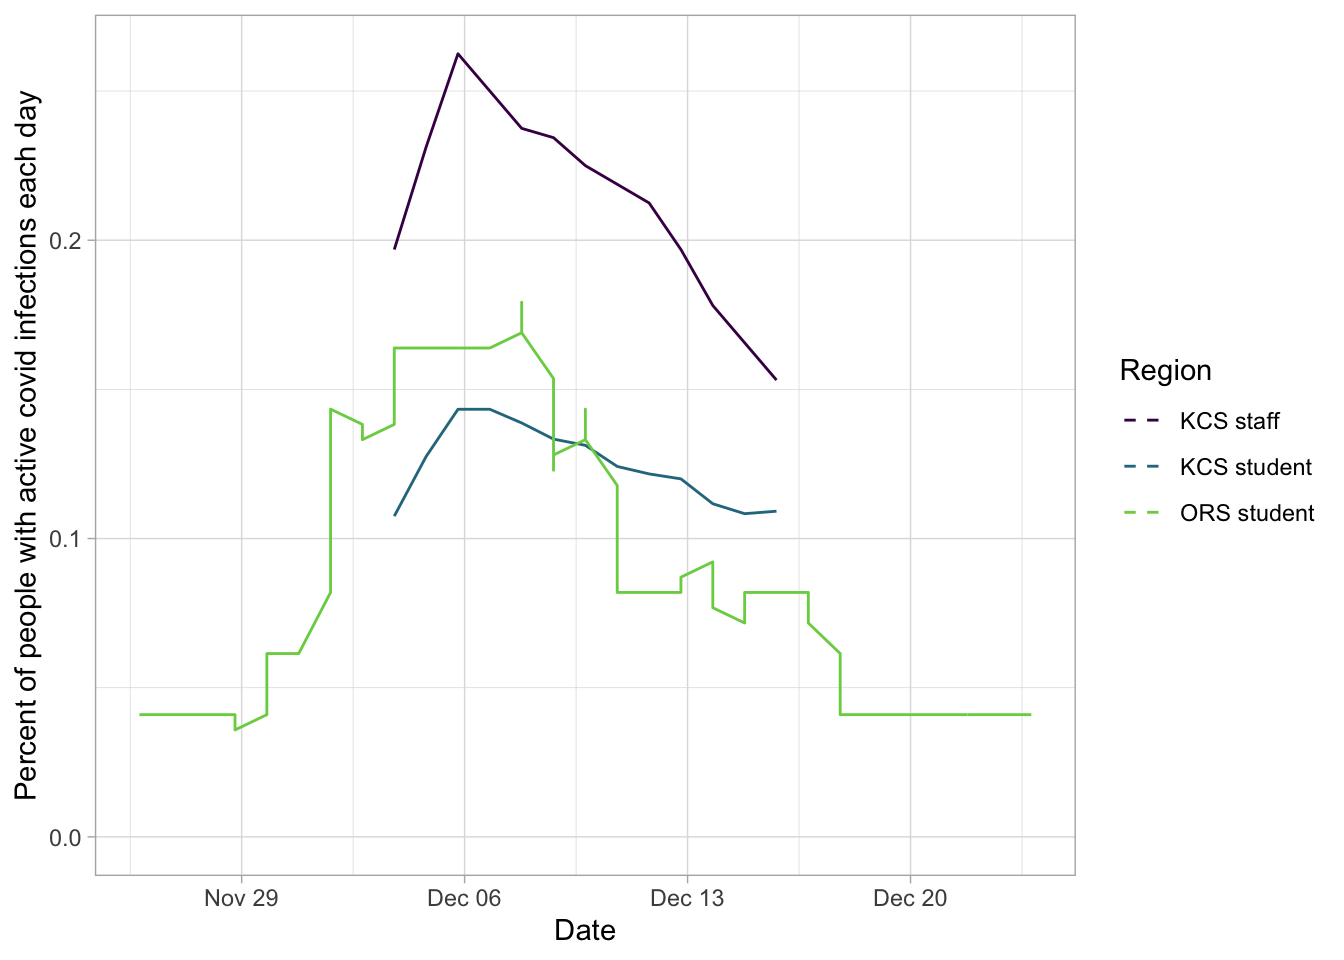 Percent of people with active covid infections each day
0.2
0.1
0.0
Nov 29 Dec 06 Dec 13 Dec 20
Date
Region
KCS staff
KCS student
ORS student